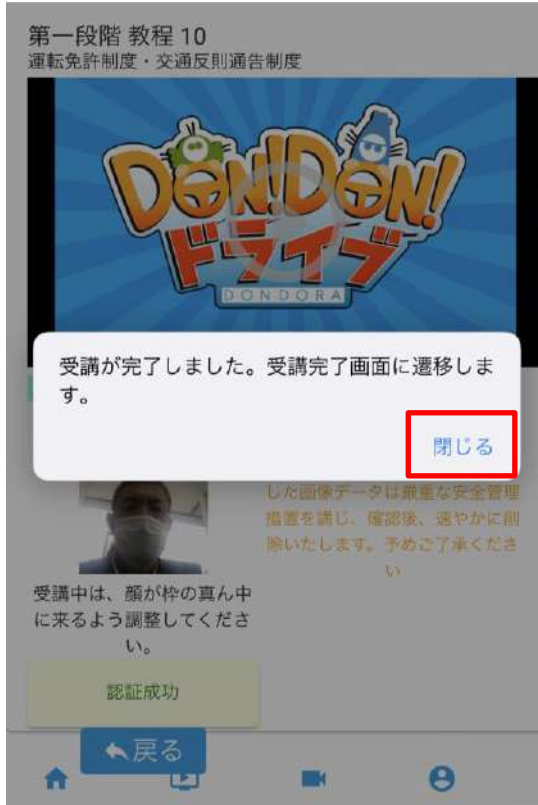 第一段階 教程 10
運転免許制度・交通反則通告制度
DON!DON!
ドライブ
DONDORA
受講が完了しました。受講完了画面に遷移しま
す。
閉じる
した画像データは厳重な安全管理
措置を講じ、確認後、速やかに削
除いたします。予めご了承くださ
い
受講中は、顔が枠の真ん中
に来るよう調整してくださ
い。
認証成功
戻る